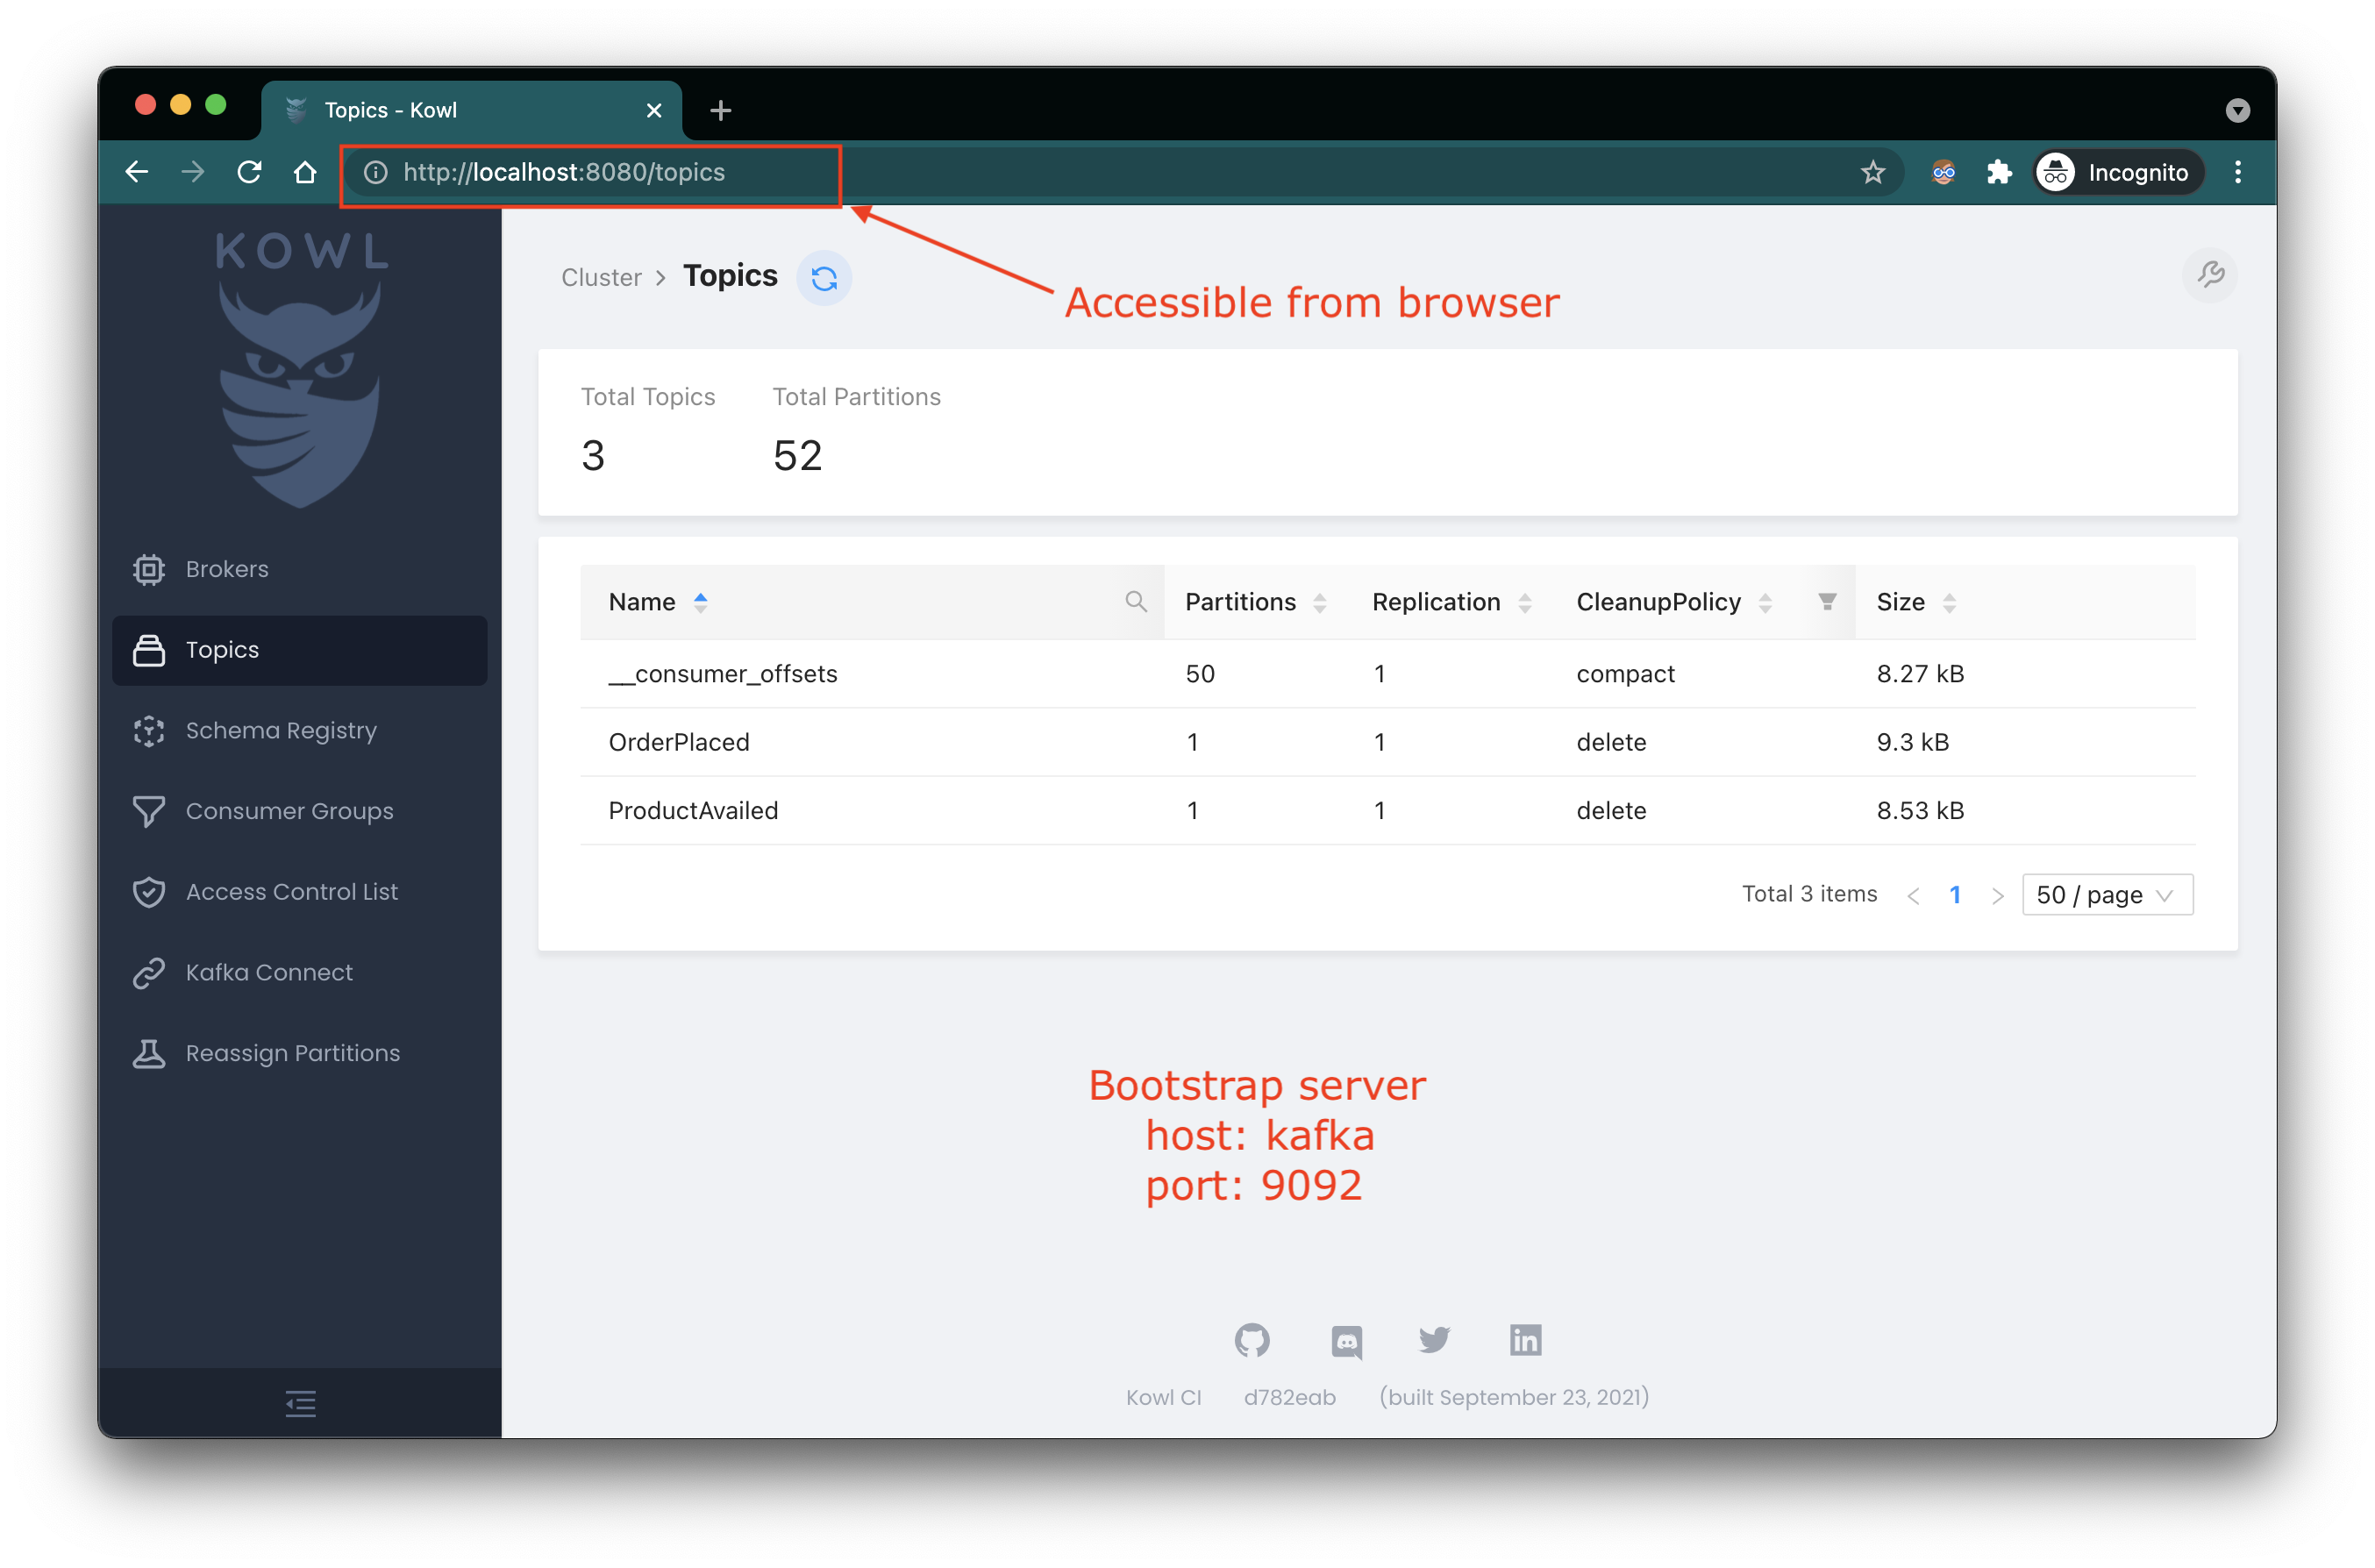 Topics - Kowl
http://localhost:8080/topics
Incognito
KOWL
Cluster > Topics
Accessible from browser
Total Topics Total Partitions
3 52
Brokers
Topics
Schema Registry
Consumer Groups
Access Control List
Kafka Connect
Reassign Partitions
Name Partitions Replication CleanupPolicy Size
__consumer_offsets 50 1 compact 8.27 kB
OrderPlaced 1 1 delete 9.3 kB
ProductAvailed 1 1 delete 8.53 kB
Total 3 items < 1 > 50 / page
Bootstrap server
host: kafka
port: 9092
in
Kowl CI d782eab (built September 23, 2021)